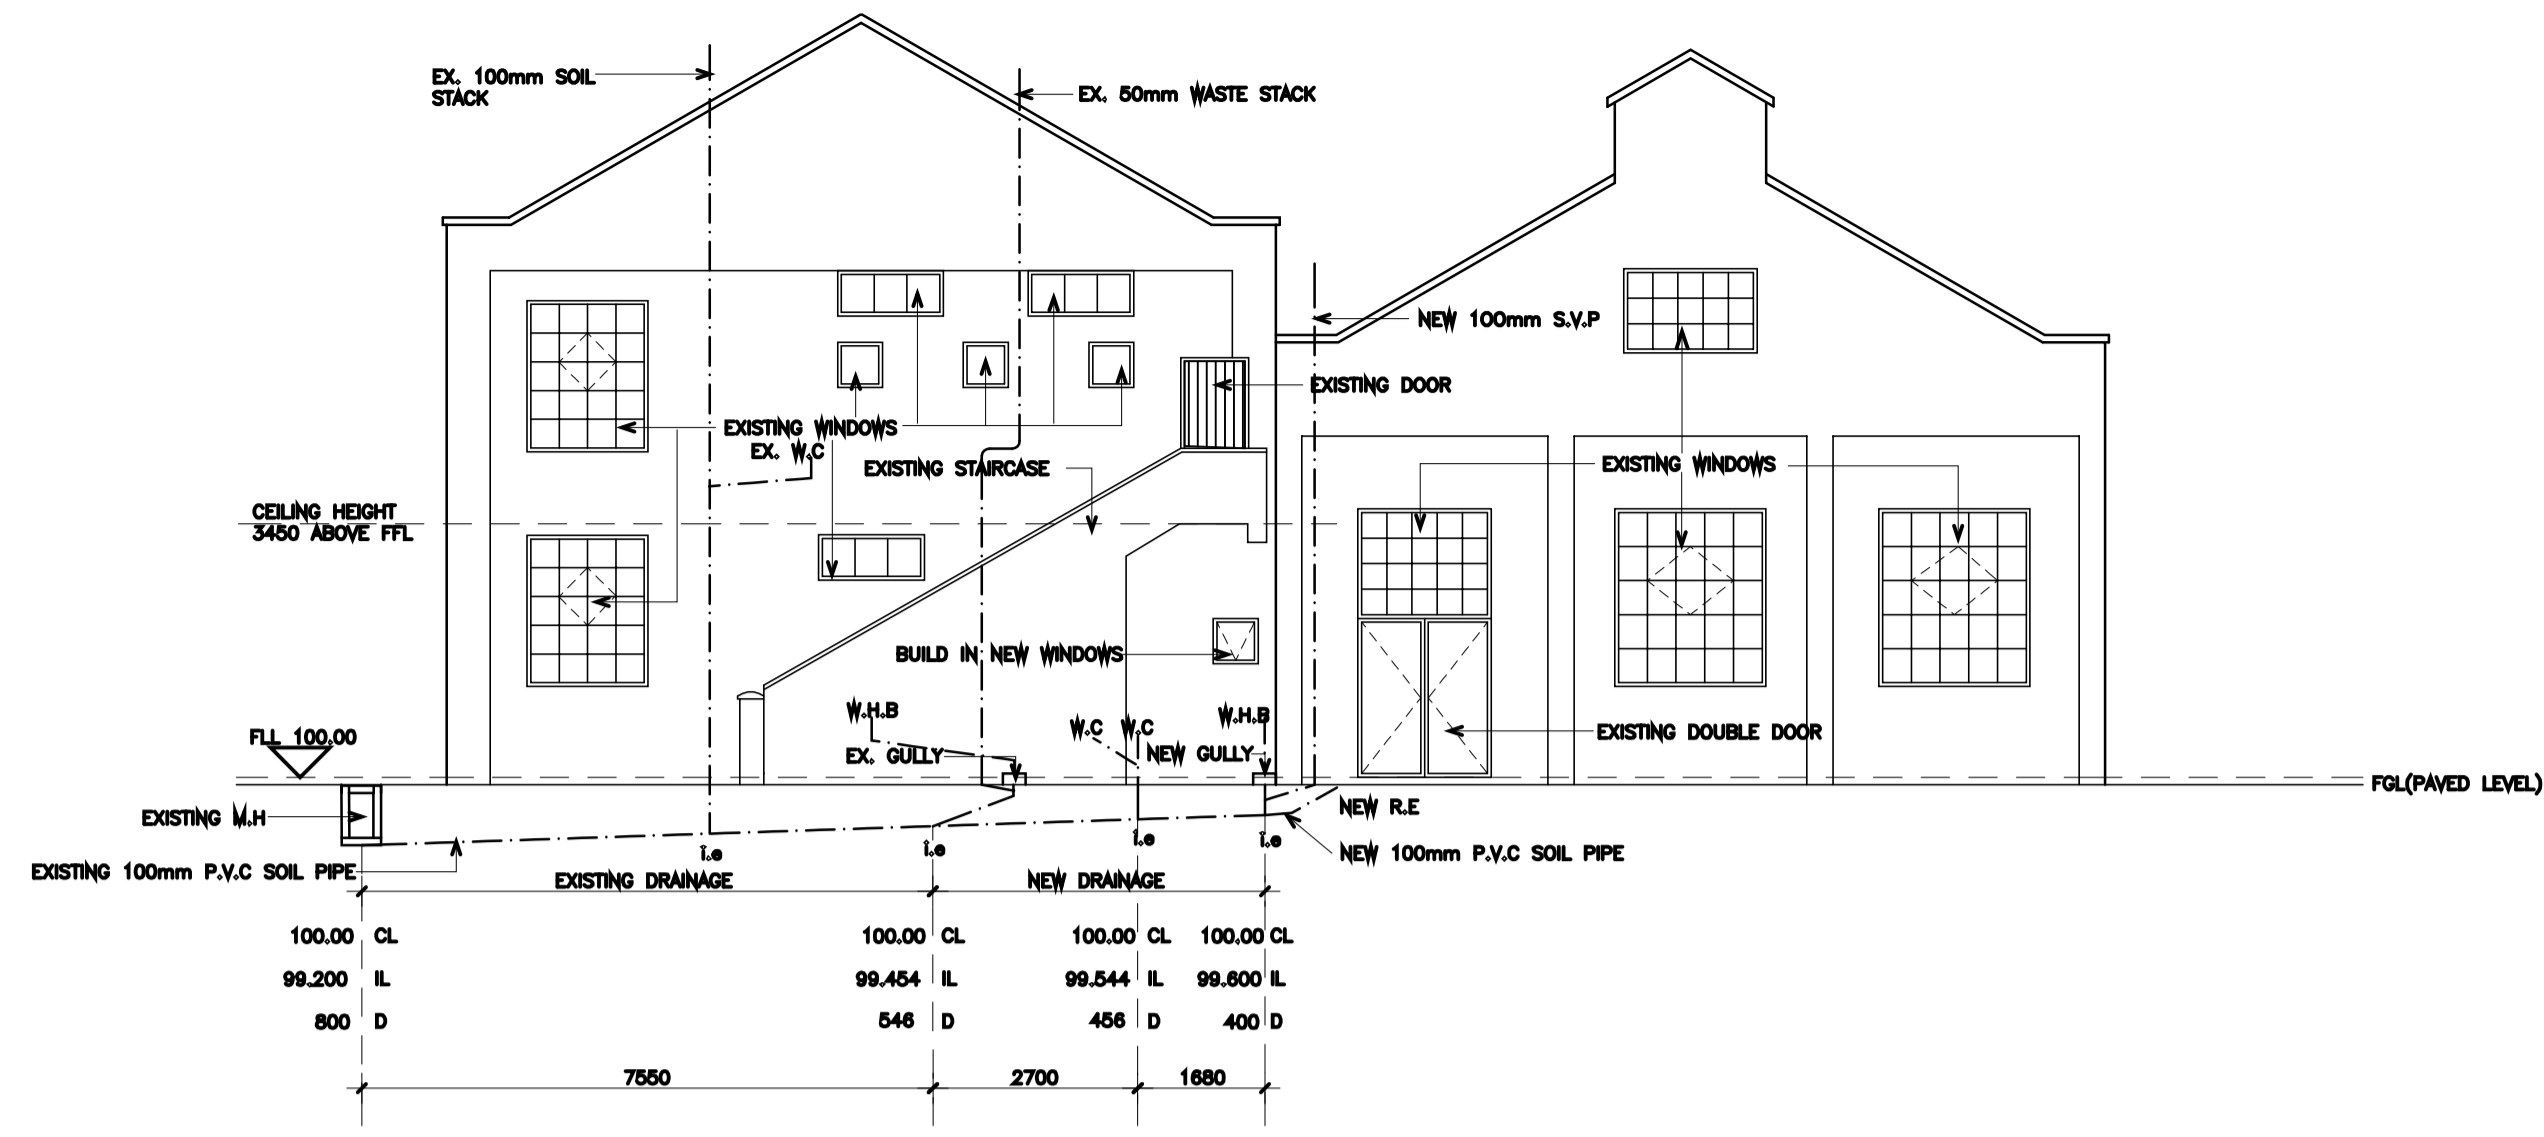 EX. 100mm SOIL
STACK
EX. 50mm WASTE STACK
NEW 100mm S.V.P
EXISTING DOOR
EXISTING WINDOWS
EX. W.C
EXISTING STAIRCASE
EXISTING WINDOWS
CEILING HEIGHT
3450 ABOVE FFL
BUILD IN NEW WINDOWS
W.H.B
W.C
W.C
W.H.B
EX. GULLY
NEW GULLY
EXISTING DOUBLE DOOR
FLL 100.00
FGL(PAVED LEVEL)
EXISTING M.H
NEW R.E
EXISTING 100mm P.V.C SOIL PIPE
i.e
i.e
i.e
i.e
NEW 100mm P.V.C SOIL PIPE
EXISTING DRAINAGE
NEW DRAINAGE
100.00 CL
100.00 CL
100.00 CL
100.00 CL
99.200 IL
99.454 IL
99.544 IL
99.600 IL
800 D
546 D
456 D
400 D
7550
2700
1680